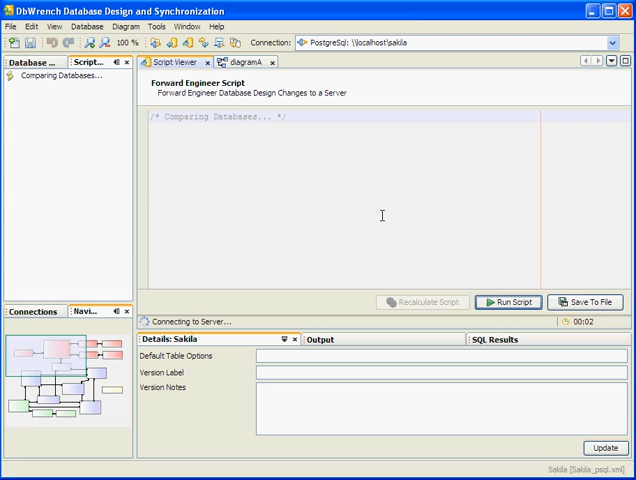 DbWrench Database Design and Synchronization
File Edit View Database Diagram Tools Window Help
100 % Connection: PostgreSql: \\localhost\sakila
Database ... Script... Script Viewer diagramA
Comparing Databases...
Forward Engineer Script
Forward Engineer Database Design Changes to a Server
/* Comparing Databases... */
Recalculate Script Run Script Save To File
Connections Navi...
Connecting to Server... 00:02
Details: Sakila Output SQL Results
Default Table Options
Version Label
Version Notes
Update
Sakila [Sakila_psql.xml]